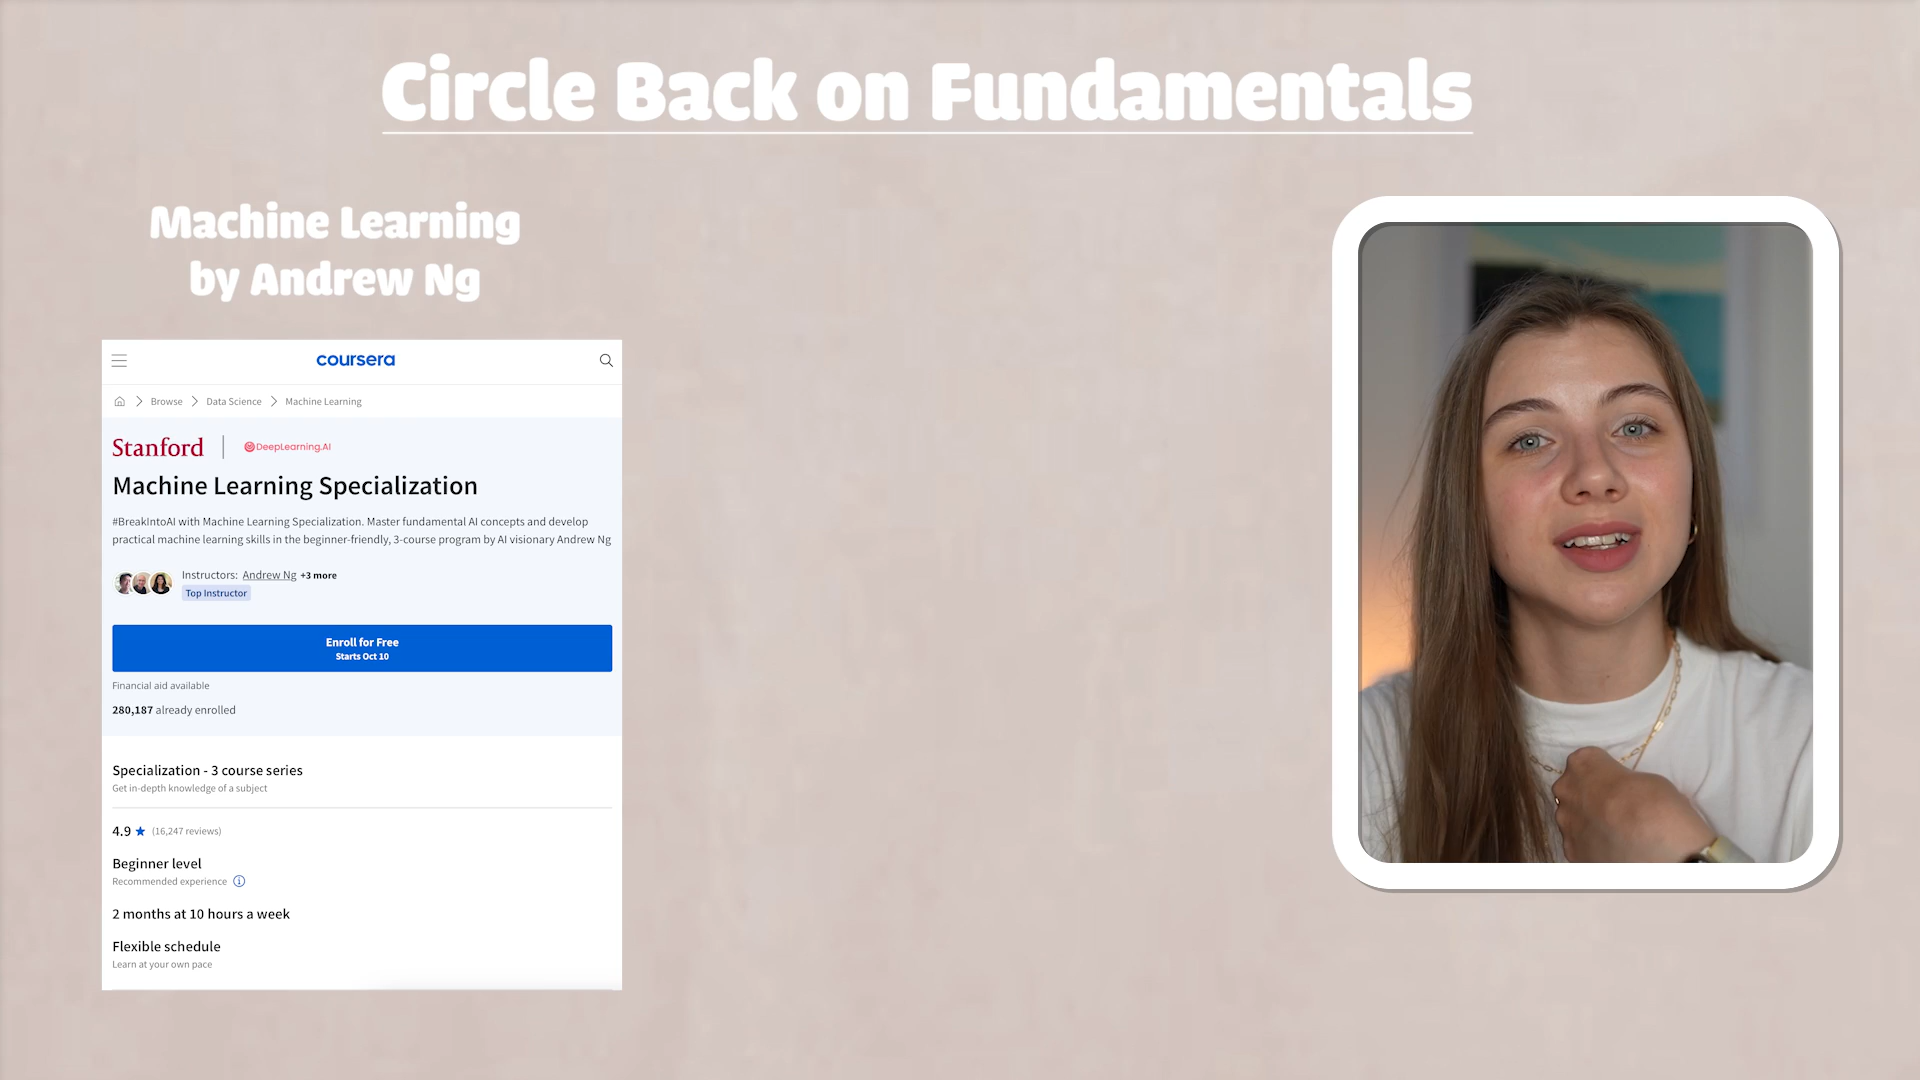 Circle Back on Fundamentals
Machine Learning
by Andrew Ng
coursera
Browse Data Science Machine Learning
Stanford DeepLearning.AI
Machine Learning Specialization
#BreakIntoAI with Machine Learning Specialization. Master fundamental AI concepts and develop
practical machine learning skills in the beginner-friendly, 3-course program by AI visionary Andrew Ng
Instructors: Andrew Ng +3 more
Top Instructor
Enroll for Free
Starts Oct 10
Financial aid available
280,187 already enrolled
Specialization - 3 course series
Get in-depth knowledge of a subject
4.9 ★ (16,247 reviews)
Beginner level
Recommended experience
2 months at 10 hours a week
Flexible schedule
Learn at your own pace